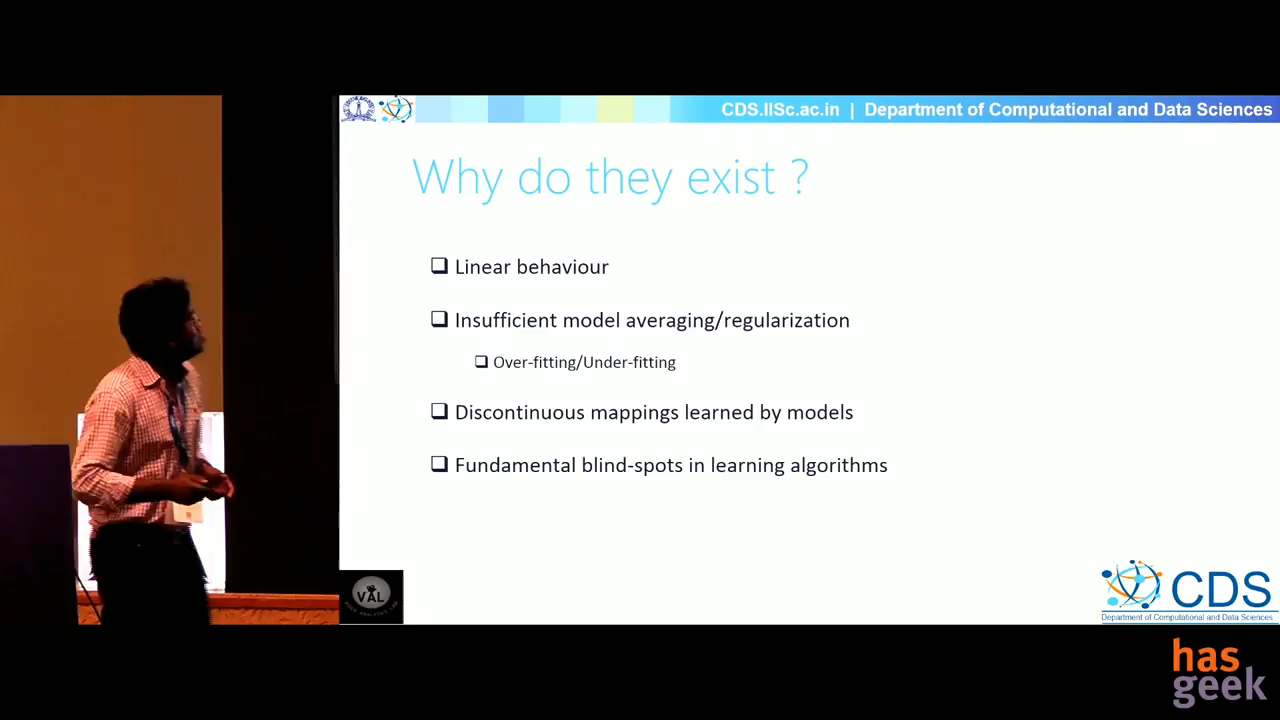 CDS.IISc.ac.in | Department of Computational and Data Sciences
Why do they exist ?
Linear behaviour
Insufficient model averaging/regularization
Over-fitting/Under-fitting
Discontinuous mappings learned by models
Fundamental blind-spots in learning algorithms
VAL
CDS
Department of Computational and Data Sciences
has
geek